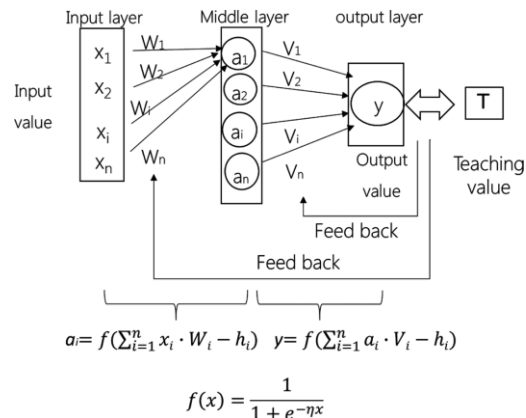 Input layer Middle layer output layer
x₁ W₁ a₁ V₁
x₂ W₂ a₂ V₂
Input value
xᵢ Wᵢ aᵢ Vᵢ
xₙ Wₙ aₙ Vₙ
y T
Output value
Teaching value
Feed back
Feed back
aᵢ= f(∑ⁿᵢ₌₁ xᵢ · Wᵢ − hᵢ) y= f(∑ⁿᵢ₌₁ aᵢ · Vᵢ − hᵢ)
f(x) = 1 / (1 + e^{−ηx})